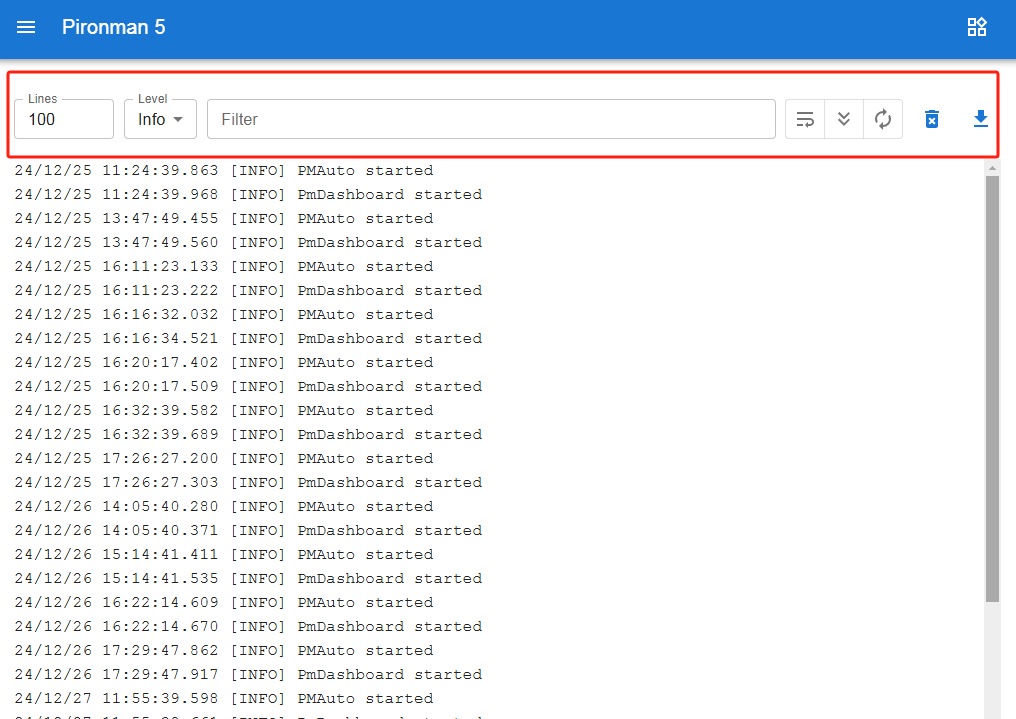 Pironman 5
Lines Level
100 Info Filter
24/12/25 11:24:39.863 [INFO] PMAuto started
24/12/25 11:24:39.968 [INFO] PmDashboard started
24/12/25 13:47:49.455 [INFO] PMAuto started
24/12/25 13:47:49.560 [INFO] PmDashboard started
24/12/25 16:11:23.133 [INFO] PMAuto started
24/12/25 16:11:23.222 [INFO] PmDashboard started
24/12/25 16:16:32.032 [INFO] PMAuto started
24/12/25 16:16:34.521 [INFO] PmDashboard started
24/12/25 16:20:17.402 [INFO] PMAuto started
24/12/25 16:20:17.509 [INFO] PmDashboard started
24/12/25 16:32:39.582 [INFO] PMAuto started
24/12/25 16:32:39.689 [INFO] PmDashboard started
24/12/25 17:26:27.200 [INFO] PMAuto started
24/12/25 17:26:27.303 [INFO] PmDashboard started
24/12/26 14:05:40.280 [INFO] PMAuto started
24/12/26 14:05:40.371 [INFO] PmDashboard started
24/12/26 15:14:41.411 [INFO] PMAuto started
24/12/26 15:14:41.535 [INFO] PmDashboard started
24/12/26 16:22:14.609 [INFO] PMAuto started
24/12/26 16:22:14.670 [INFO] PmDashboard started
24/12/26 17:29:47.862 [INFO] PMAuto started
24/12/26 17:29:47.917 [INFO] PmDashboard started
24/12/27 11:55:39.598 [INFO] PMAuto started